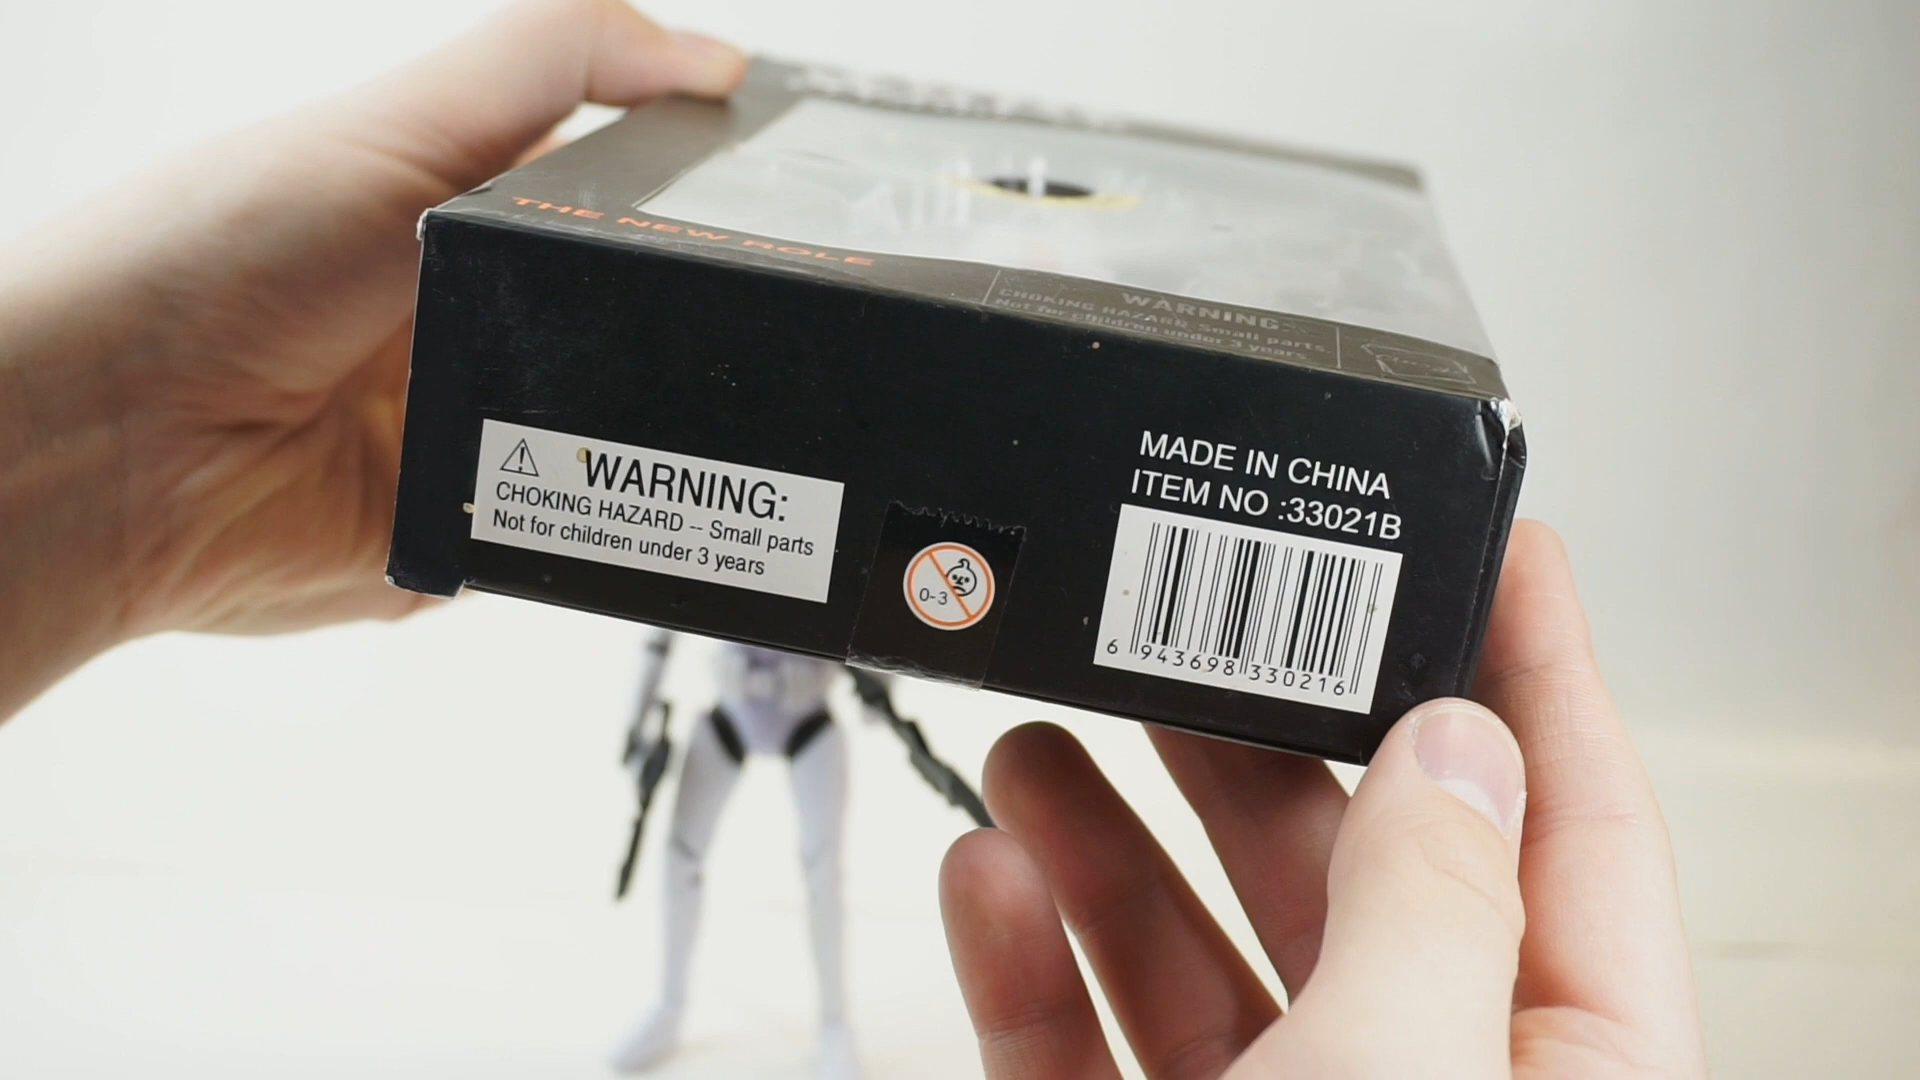 THE NEW ROLE
WARNING:
CHOKING HAZARD Small parts
Not for children under 3 years
WARNING:
CHOKING HAZARD -- Small parts
Not for children under 3 years
0-3
MADE IN CHINA
ITEM NO :33021B
6 943698 330216